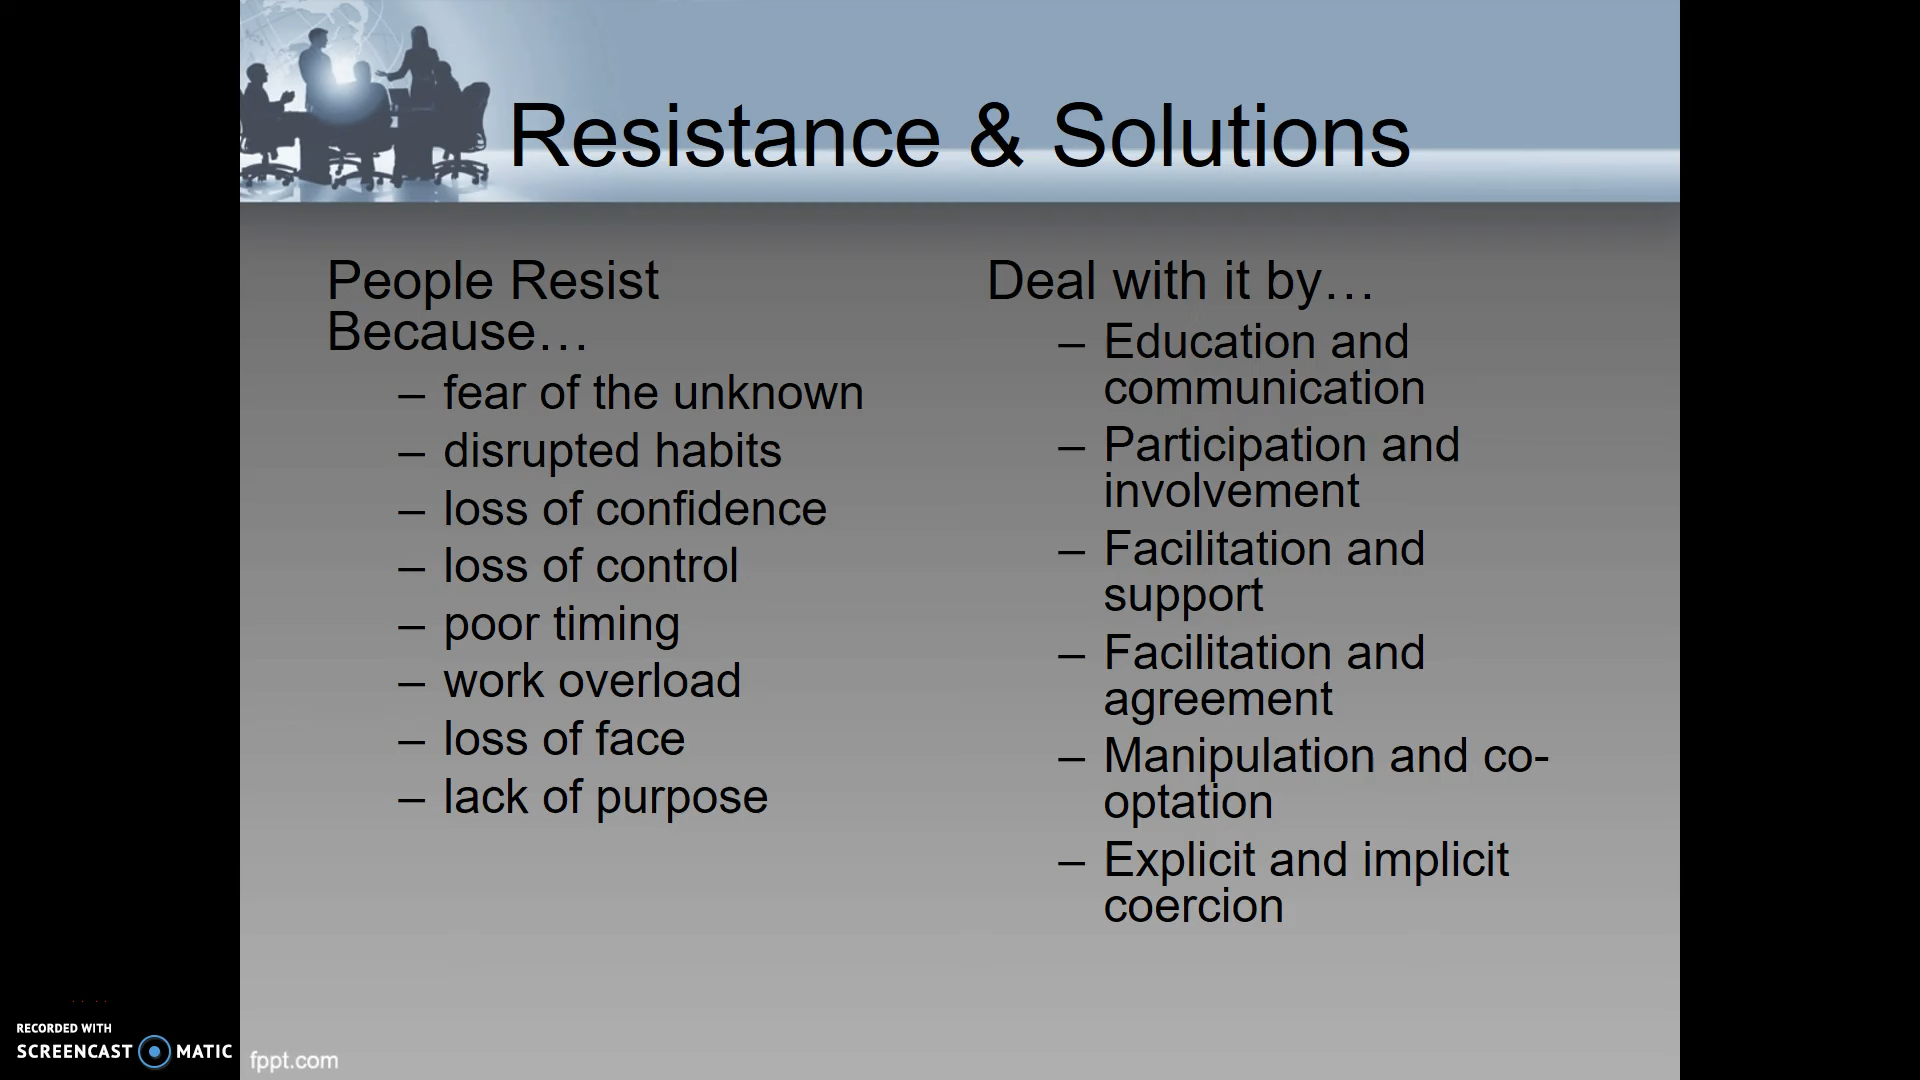 Resistance & Solutions
People Resist
Because…
– fear of the unknown
– disrupted habits
– loss of confidence
– loss of control
– poor timing
– work overload
– loss of face
– lack of purpose
Deal with it by…
– Education and
communication
– Participation and
involvement
– Facilitation and
support
– Facilitation and
agreement
– Manipulation and co-
optation
– Explicit and implicit
coercion
RECORDED WITH
SCREENCAST MATIC
fppt.com